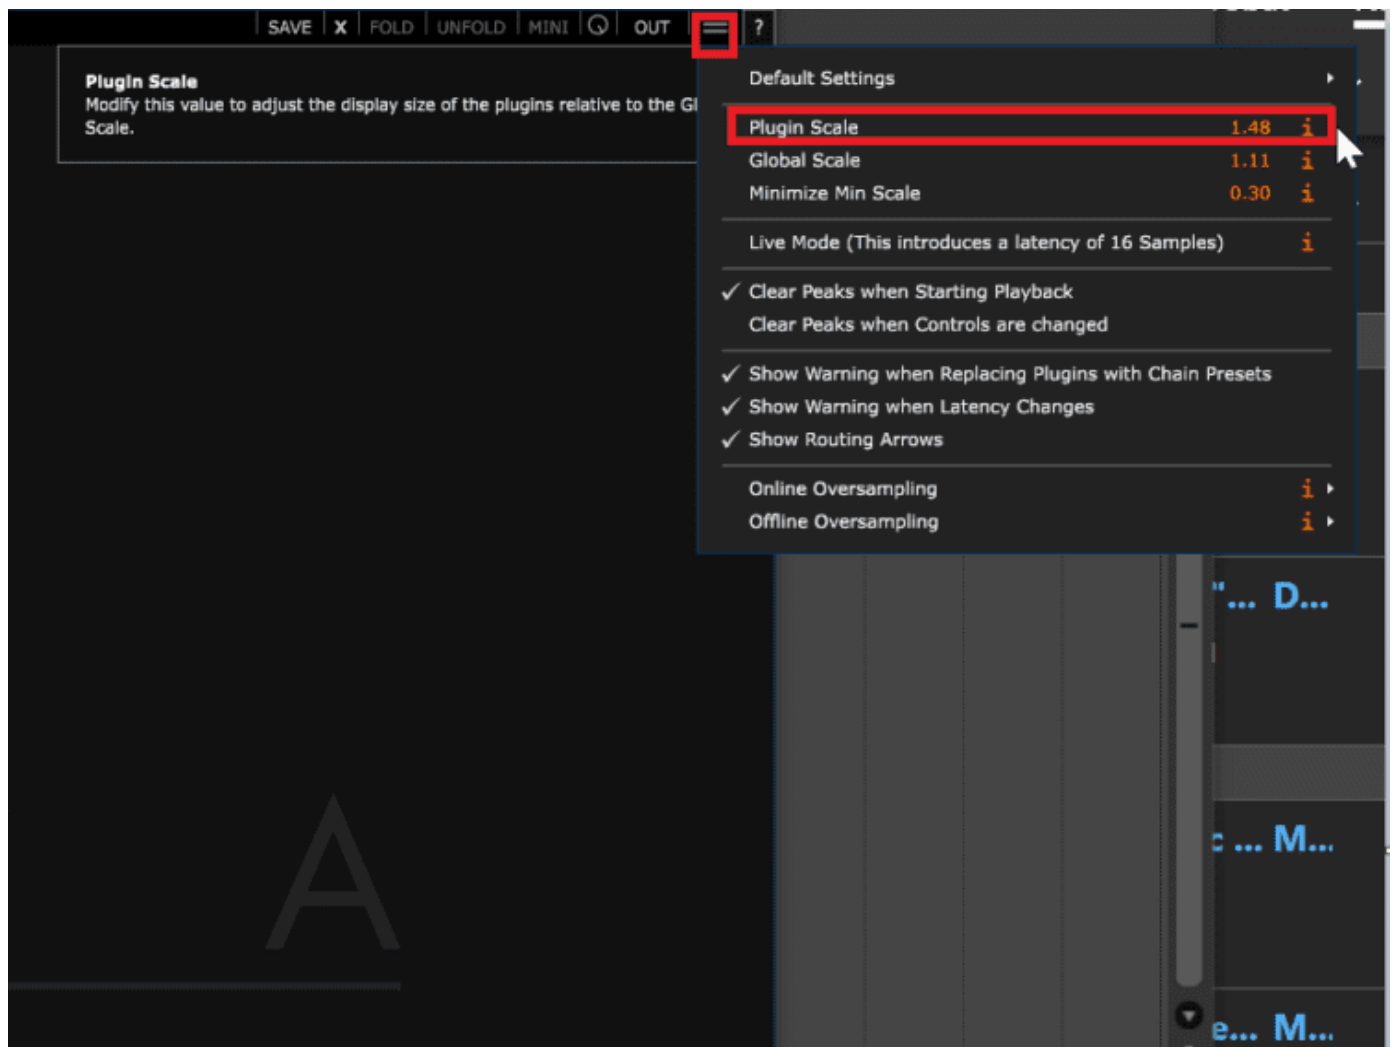 SAVE X FOLD UNFOLD MINI OUT ?
Plugin Scale
Modify this value to adjust the display size of the plugins relative to the Gl
Scale.
Default Settings
Plugin Scale 1.48 i
Global Scale 1.11 i
Minimize Min Scale 0.30 i
Live Mode (This introduces a latency of 16 Samples) i
✓ Clear Peaks when Starting Playback
Clear Peaks when Controls are changed
✓ Show Warning when Replacing Plugins with Chain Presets
✓ Show Warning when Latency Changes
✓ Show Routing Arrows
Online Oversampling i
Offline Oversampling i
"... D...
c ... M...
A
e... M...